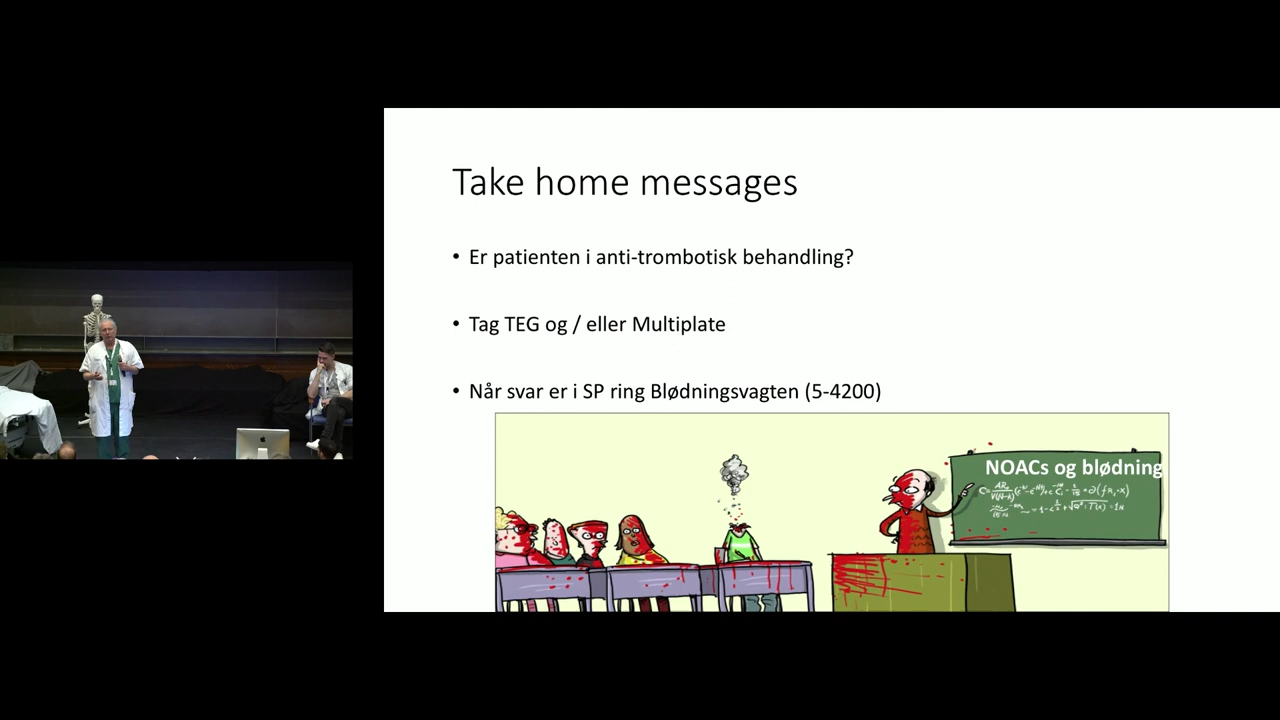 Take home messages
• Er patienten i anti-trombotisk behandling?
• Tag TEG og / eller Multiplate
• Når svar er i SP ring Blødningsvagten (5-4200)
NOACs og blødning